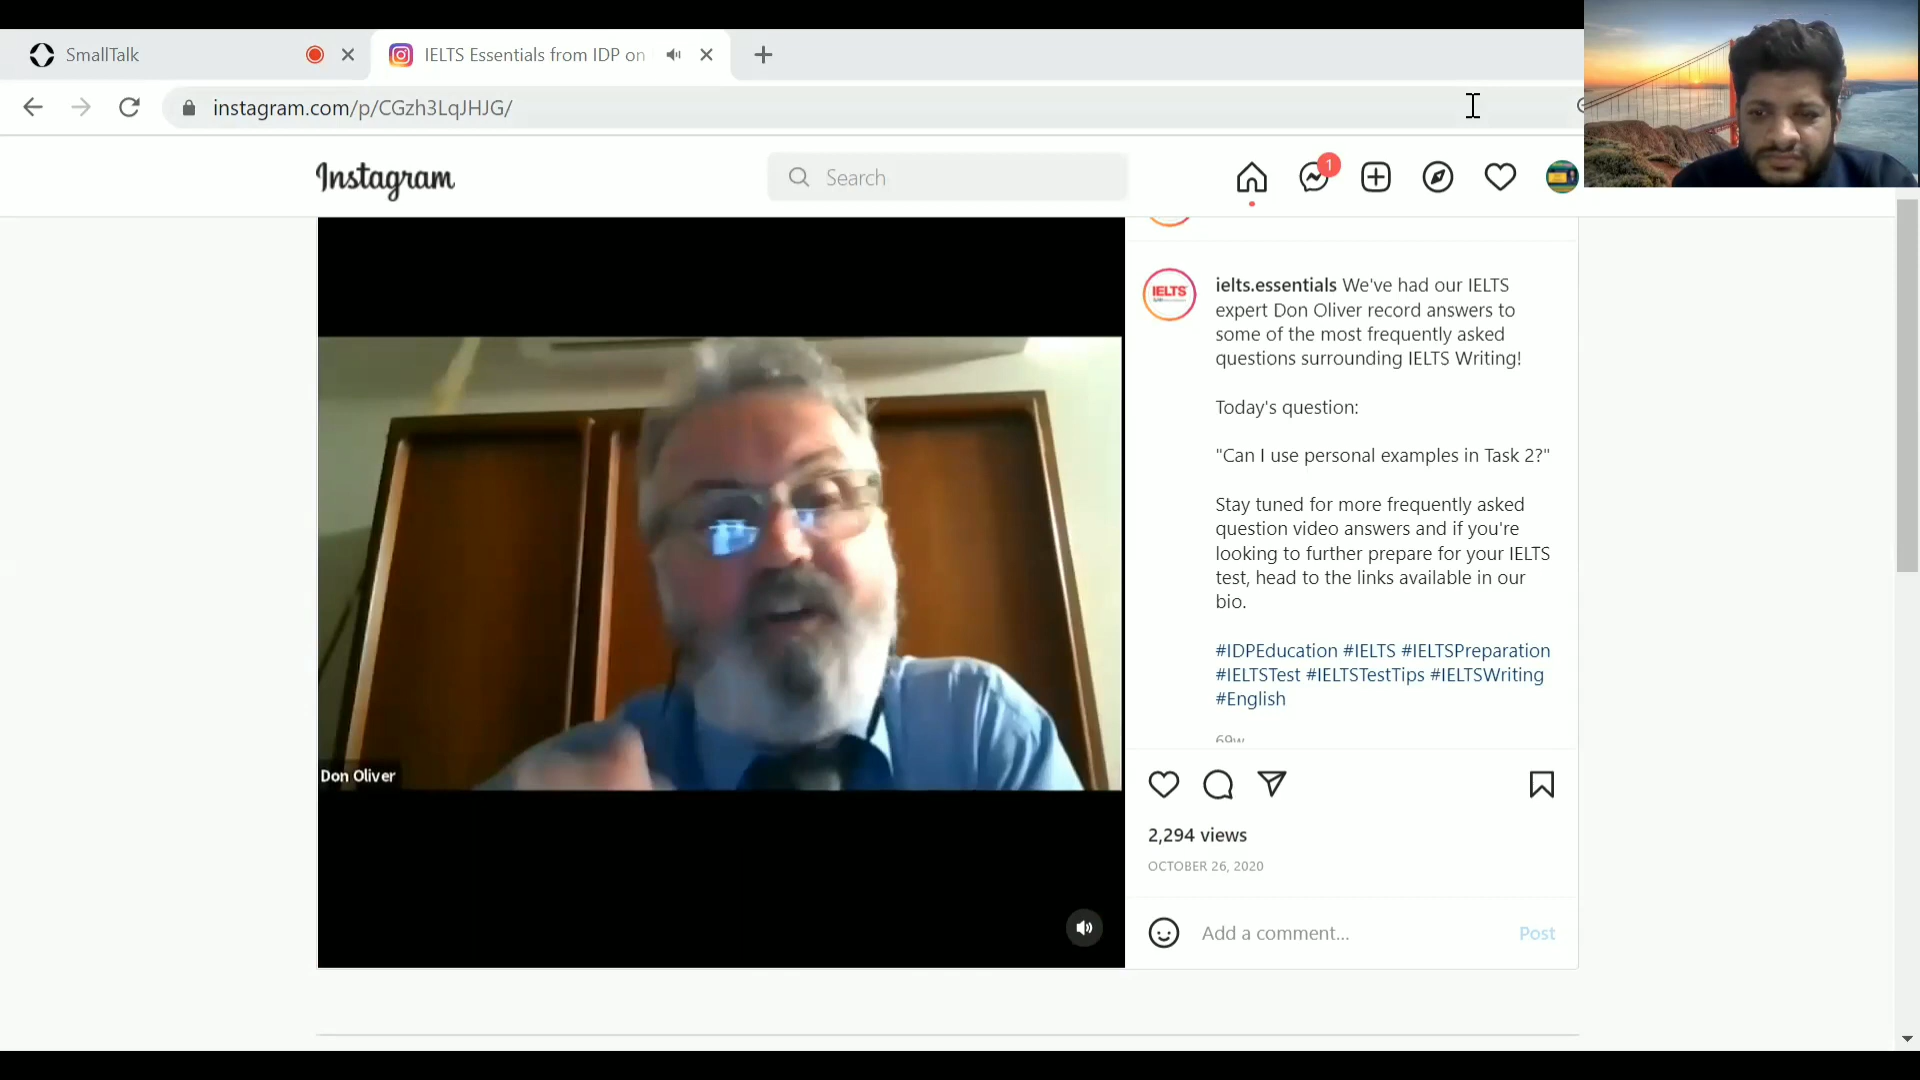 SmallTalk
IELTS Essentials from IDP on
instagram.com/p/CGzh3LqJHJG/
Instagram
Search
1
IELTS
ielts.essentials We've had our IELTS
expert Don Oliver record answers to
some of the most frequently asked
questions surrounding IELTS Writing!
Today's question:
"Can I use personal examples in Task 2?"
Stay tuned for more frequently asked
question video answers and if you're
looking to further prepare for your IELTS
test, head to the links available in our
bio.
#IDPEducation #IELTS #IELTSPreparation
#IELTSTest #IELTSTestTips #IELTSWriting
#English
69w
Don Oliver
2,294 views
OCTOBER 26, 2020
Add a comment...
Post